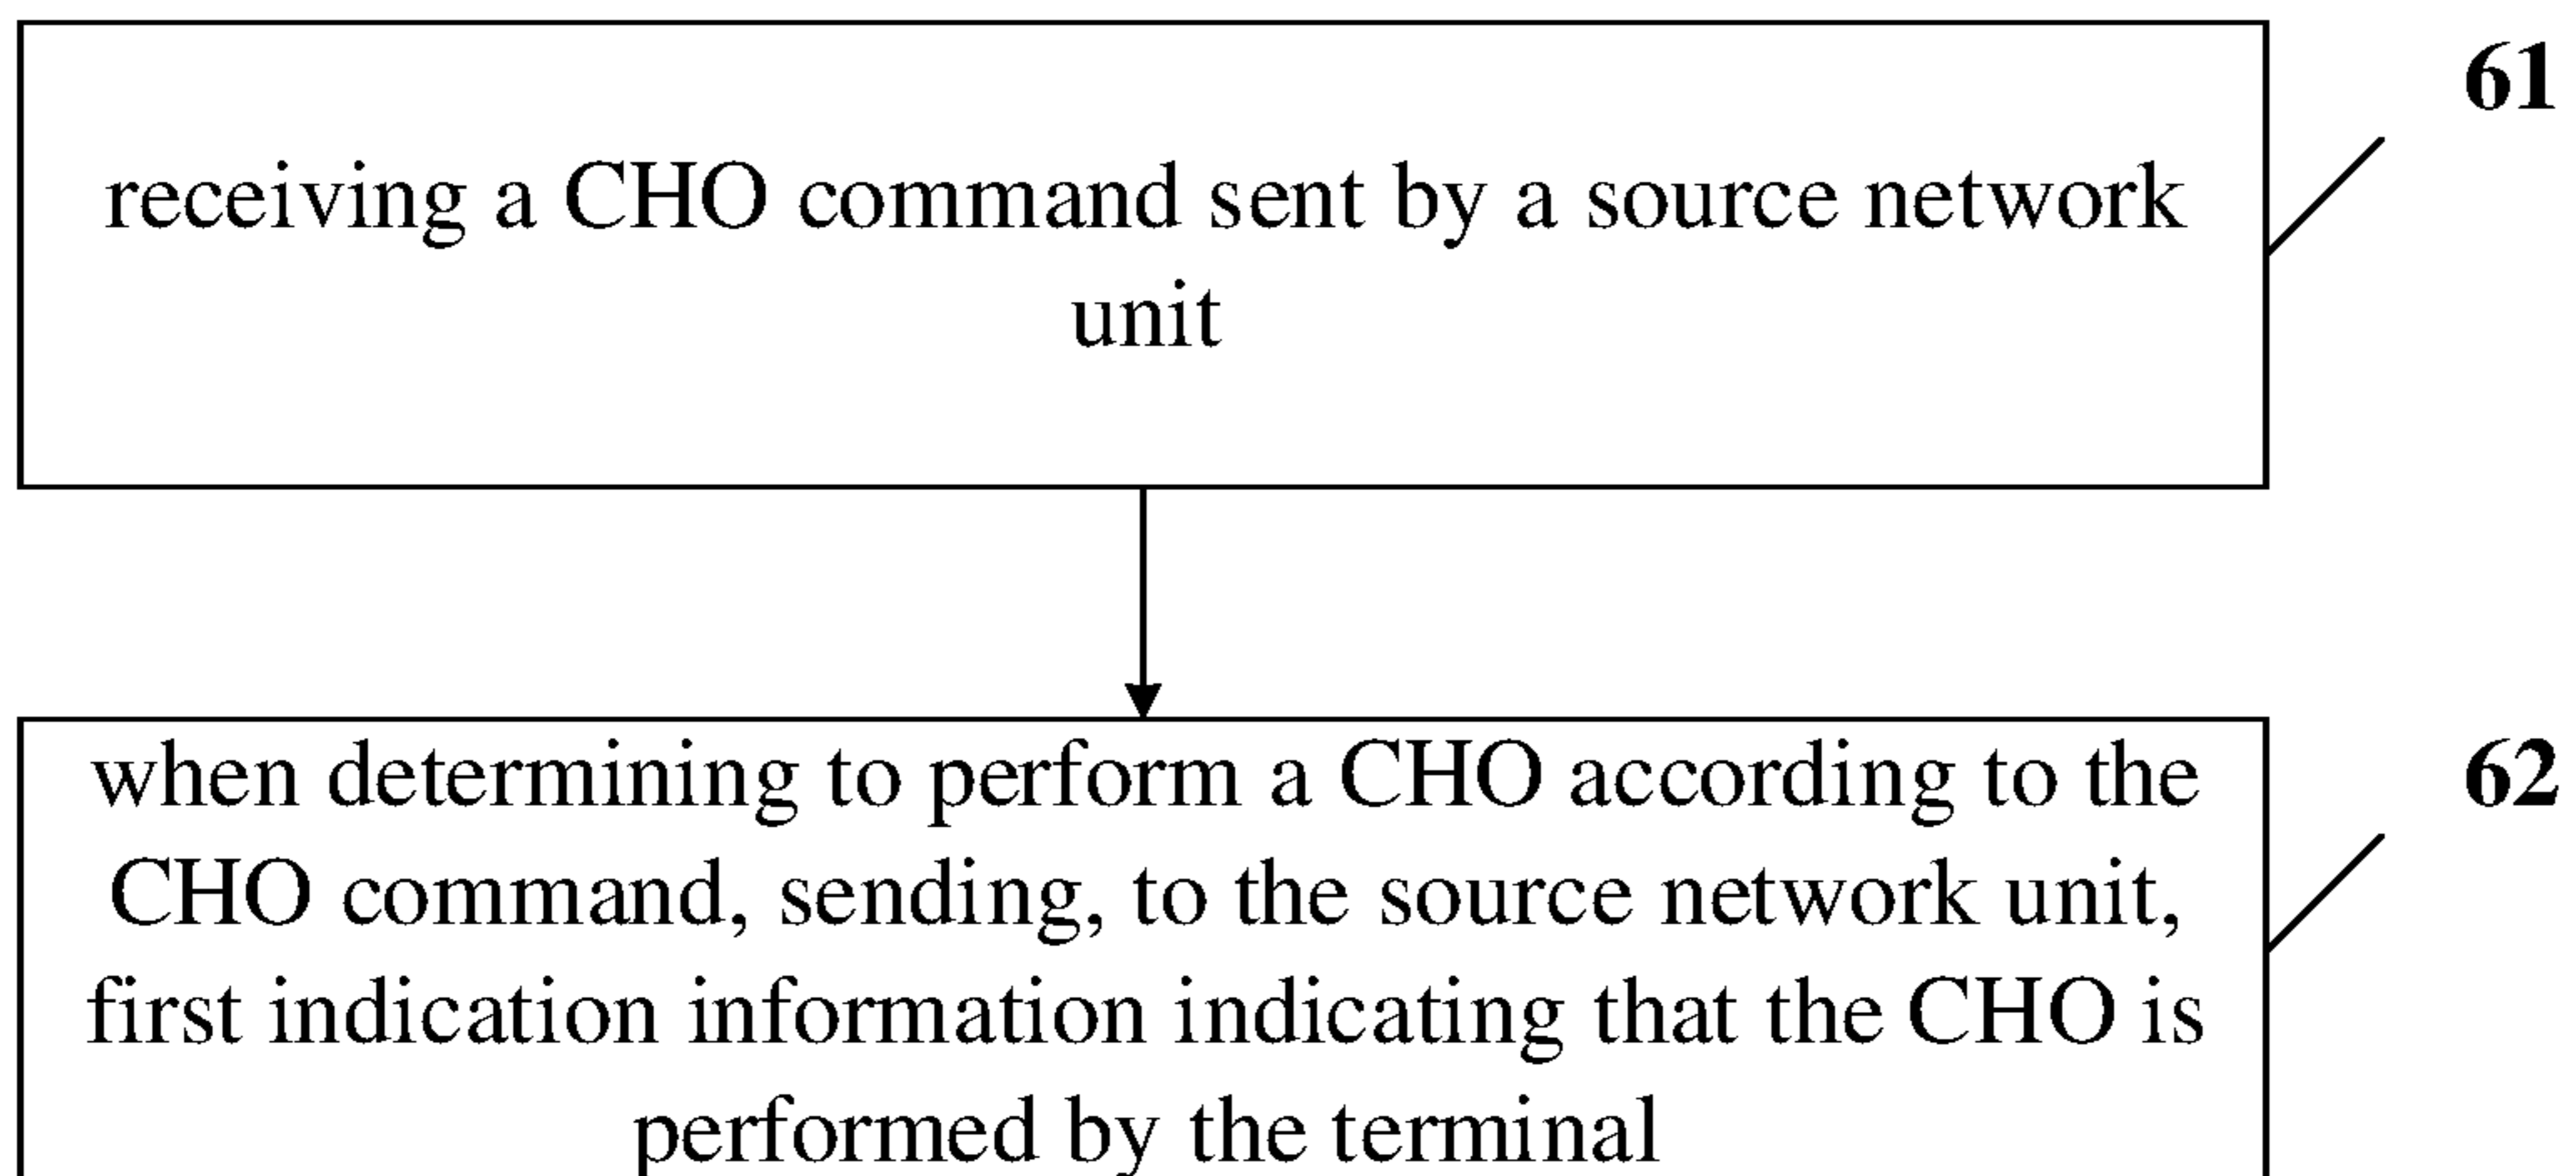 receiving a CHO command sent by a source network
unit
61
when determining to perform a CHO according to the
CHO command, sending, to the source network unit,
first indication information indicating that the CHO is
performed by the terminal
62